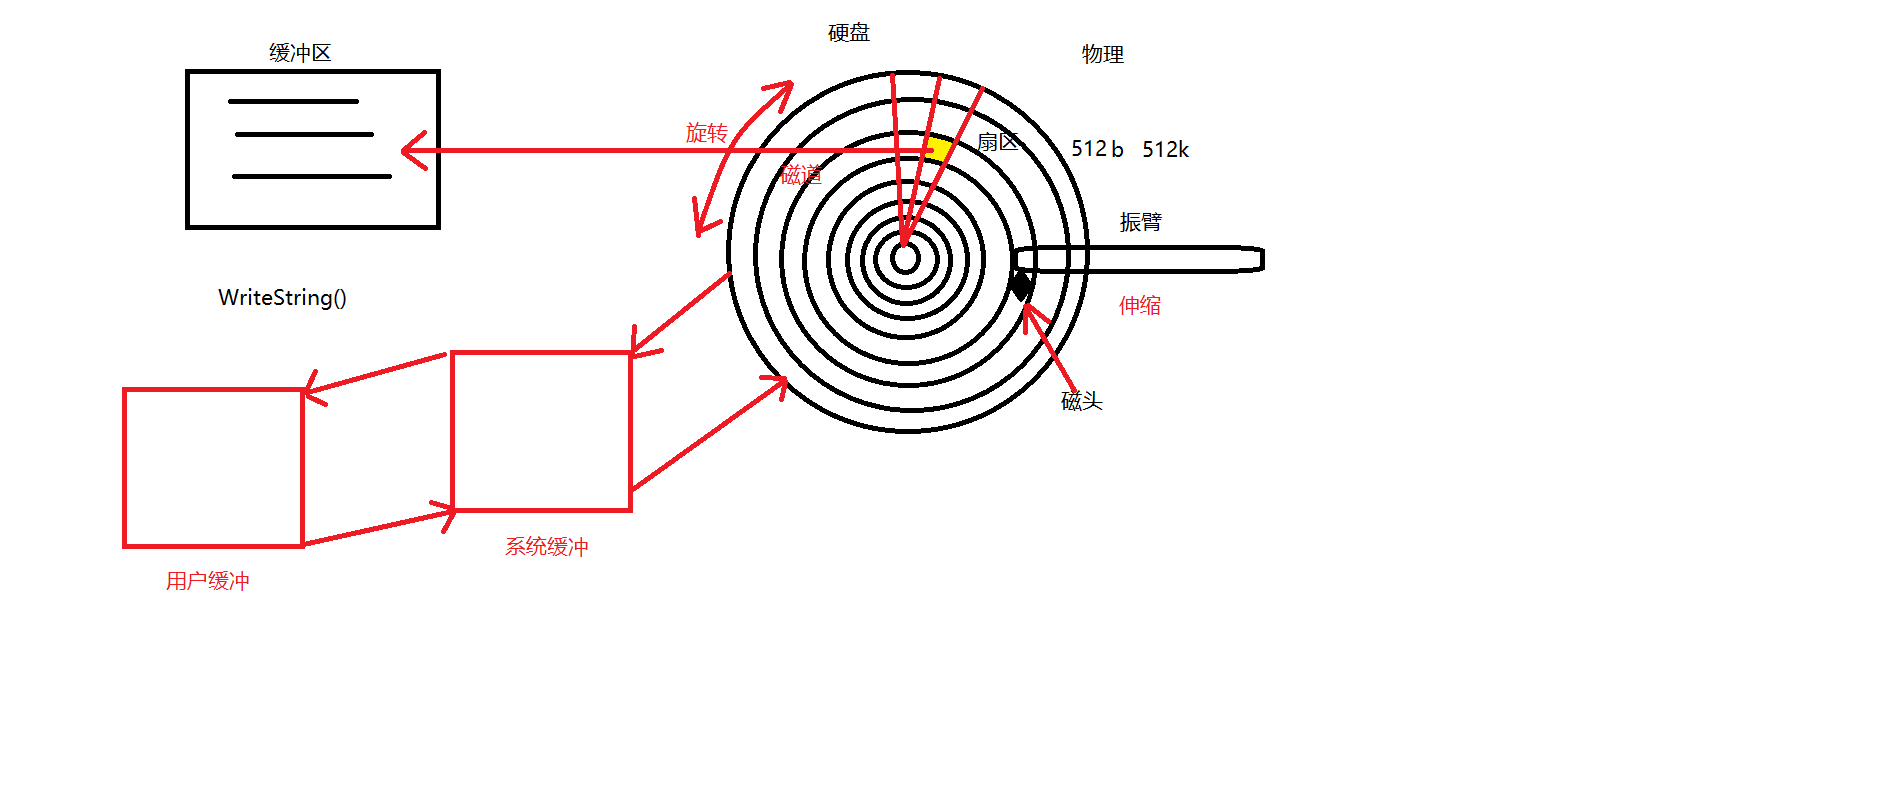 硬盘
缓冲区
物理
旋转
扇区
512 b 512k
磁道
振臂
WriteString()
伸缩
磁头
系统缓冲
用户缓冲